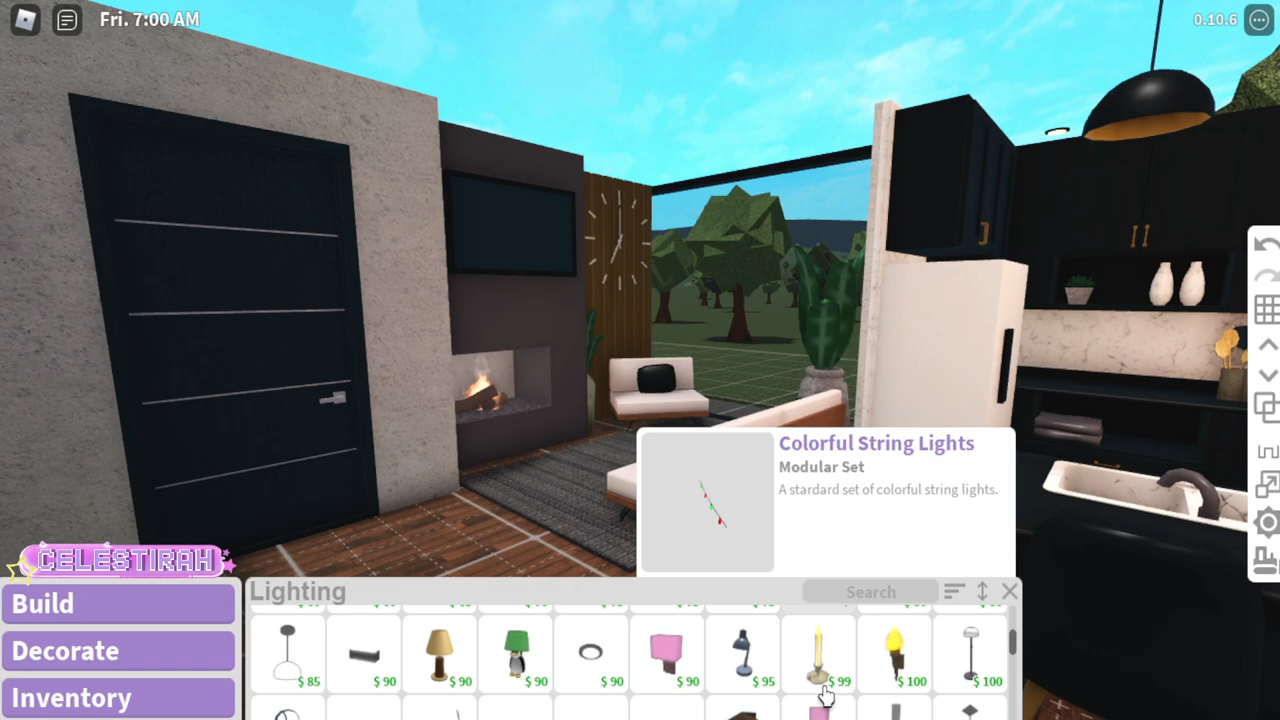 Fri. 7:00 AM
0.10.6
Colorful String Lights
Modular Set
A stardard set of colorful string lights.
CELESTIRAH
Build
Decorate
Inventory
Lighting
Search
$ 85
$ 90
$ 90
$ 90
$ 90
$ 90
$ 95
$ 99
$ 100
$ 100